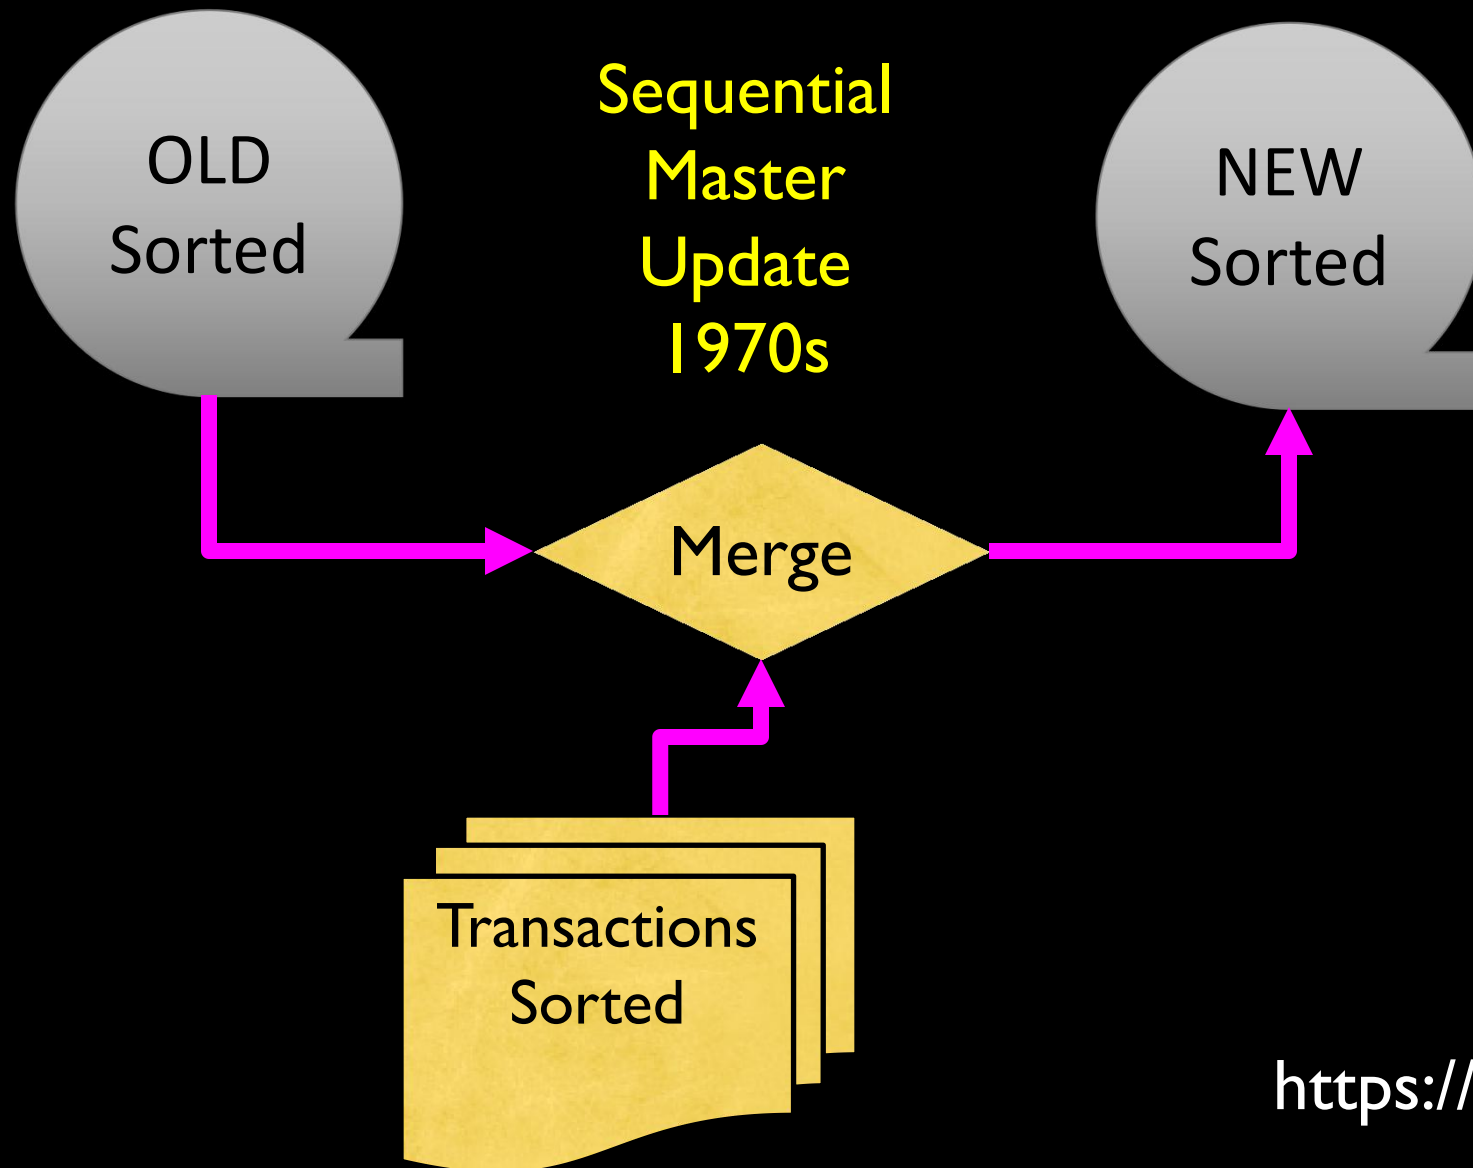 OLD
Sorted
Sequential
Master
Update
1970s
NEW
Sorted
Merge
Transactions
Sorted
https://